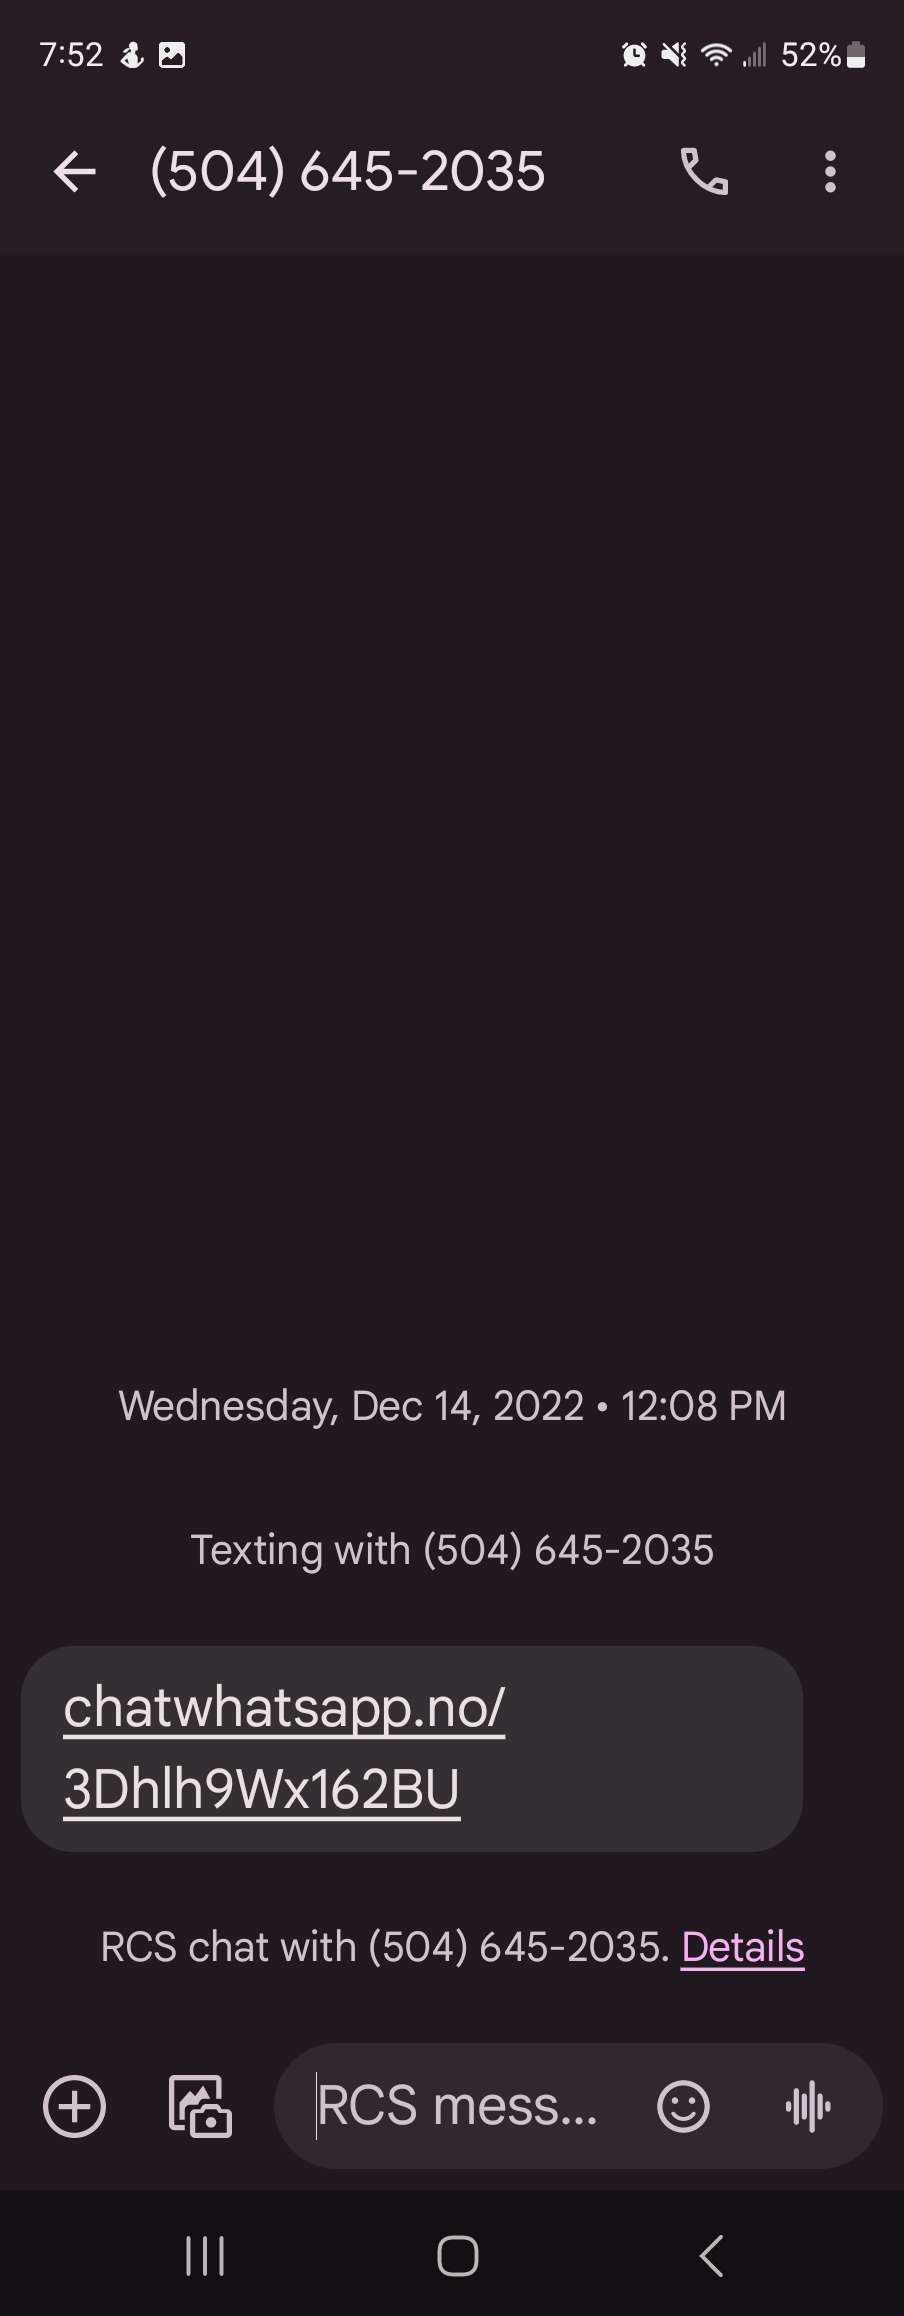 7:52 52%
(504) 645-2035
Wednesday, Dec 14, 2022 • 12:08 PM
Texting with (504) 645-2035
chatwhatsapp.no/
3Dhlh9Wx162BU
RCS chat with (504) 645-2035. Details
RCS mess...